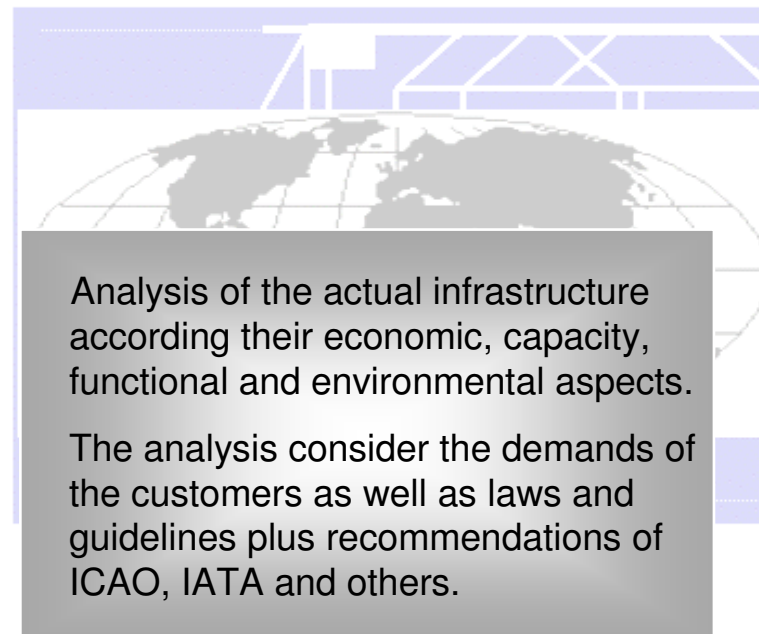 Analysis of the actual infrastructure
according their economic, capacity,
functional and environmental aspects.
The analysis consider the demands of
the customers as well as laws and
guidelines plus recommendations of
ICAO, IATA and others.